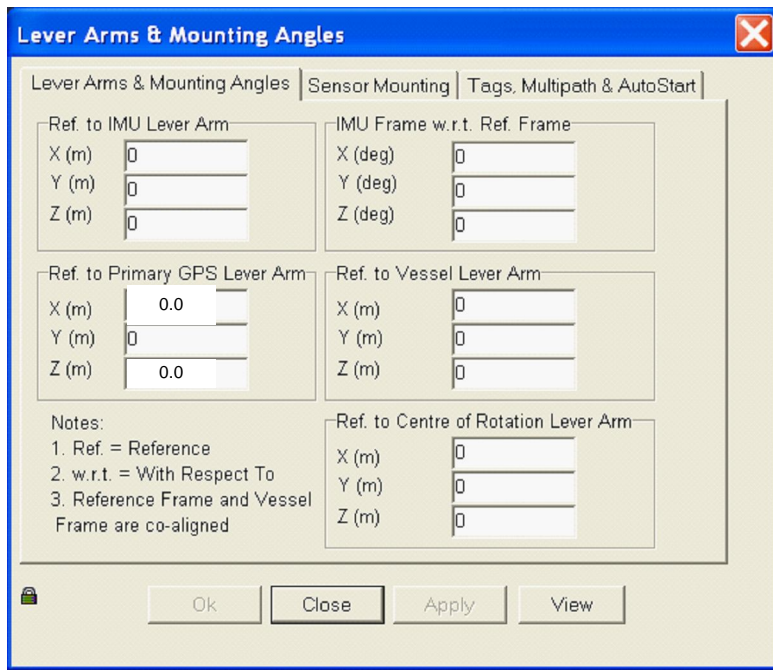 Lever Arms & Mounting Angles
Lever Arms & Mounting Angles
Sensor Mounting
Tags, Multipath & AutoStart
Ref. to IMU Lever Arm
X (m) 0
Y (m) 0
Z (m) 0
IMU Frame w.r.t. Ref. Frame
X (deg) 0
Y (deg) 0
Z (deg) 0
Ref. to Primary GPS Lever Arm
X (m) 0.0
Y (m) 0
Z (m) 0.0
Ref. to Vessel Lever Arm
X (m) 0
Y (m) 0
Z (m) 0
Notes:
1. Ref. = Reference
2. w.r.t. = With Respect To
3. Reference Frame and Vessel
Frame are co-aligned
Ref. to Centre of Rotation Lever Arm
X (m) 0
Y (m) 0
Z (m) 0
Ok
Close
Apply
View